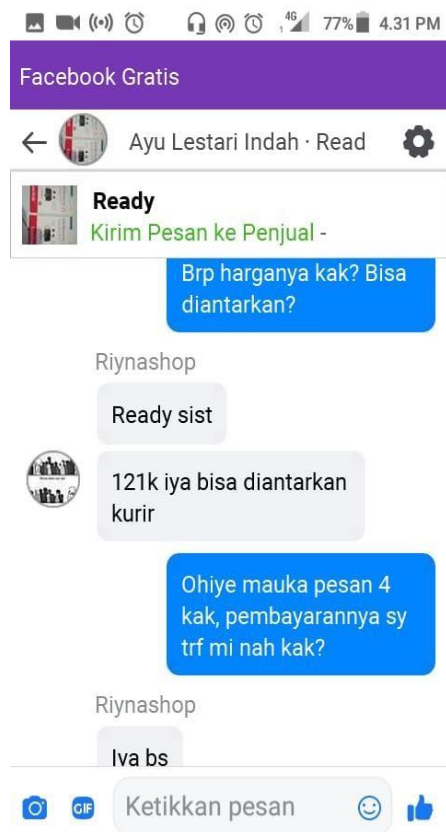 4G
1
77% 4.31 PM
Facebook Gratis
Ayu Lestari Indah · Read
Ready
Kirim Pesan ke Penjual -
Brp harganya kak? Bisa
diantarkan?
Riynashop
Ready sist
121k iya bisa diantarkan
kurir
Ohiye mauka pesan 4
kak, pembayarannya sy
trf mi nah kak?
Riynashop
Iya bs
GIF
Ketikkan pesan